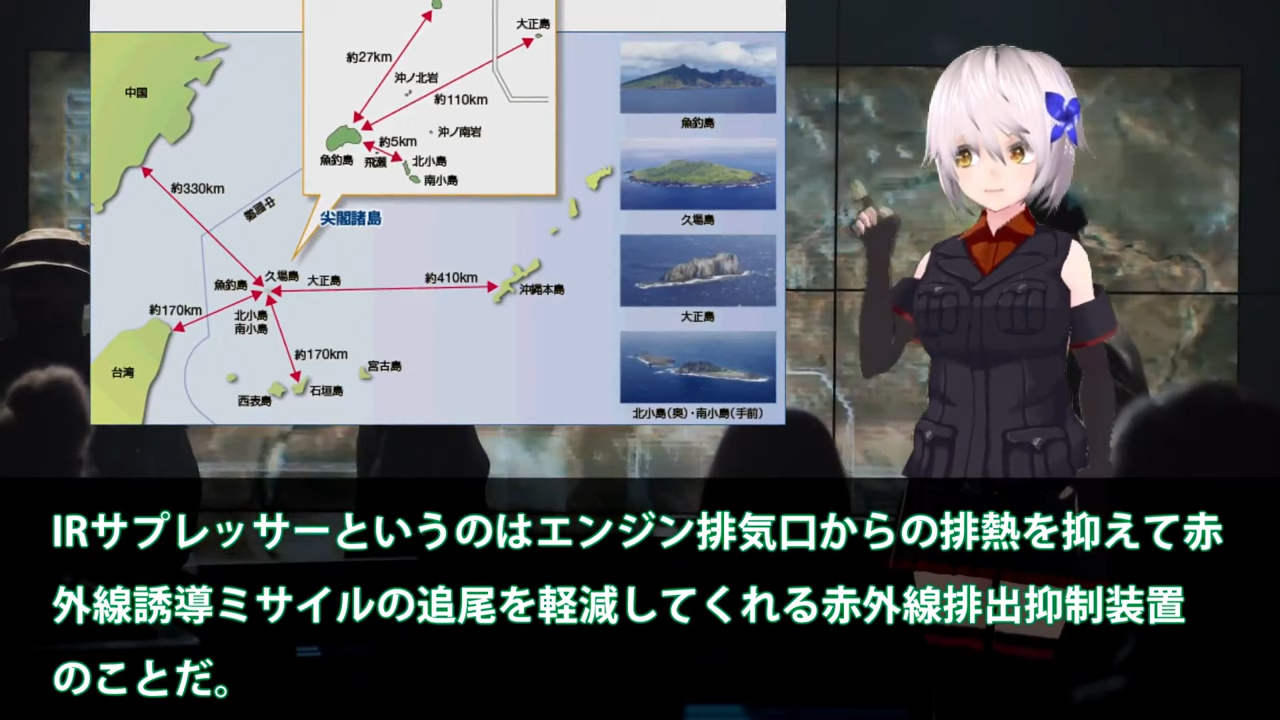 大正島
約27km
沖ノ北岩
約110km
沖ノ南岩
約5km
魚釣島
飛瀬
北小島
南小島
中国
約330km
中間線
尖閣諸島
久場島
魚釣島
大正島
約410km
沖縄本島
約170km
北小島
南小島
約170km
宮古島
台湾
石垣島
西表島
魚釣島
久場島
大正島
北小島(奥)・南小島(手前)
IRサプレッサーというのはエンジン排気口からの排熱を抑えて赤
外線誘導ミサイルの追尾を軽減してくれる赤外線排出抑制装置
のことだ。